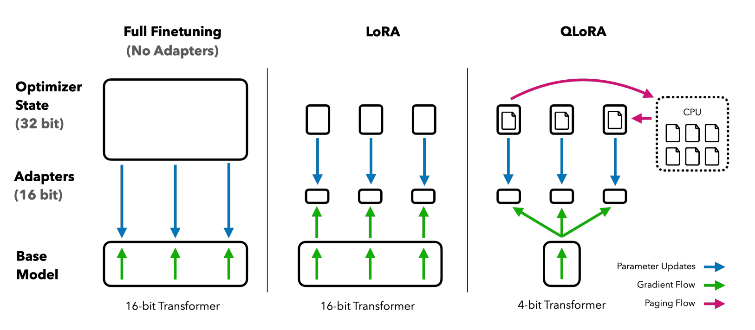 Full Finetuning
(No Adapters)
LoRA
QLoRA
Optimizer
State
(32 bit)
CPU
Adapters
(16 bit)
Base
Model
Parameter Updates
Gradient Flow
Paging Flow
16-bit Transformer
16-bit Transformer
4-bit Transformer